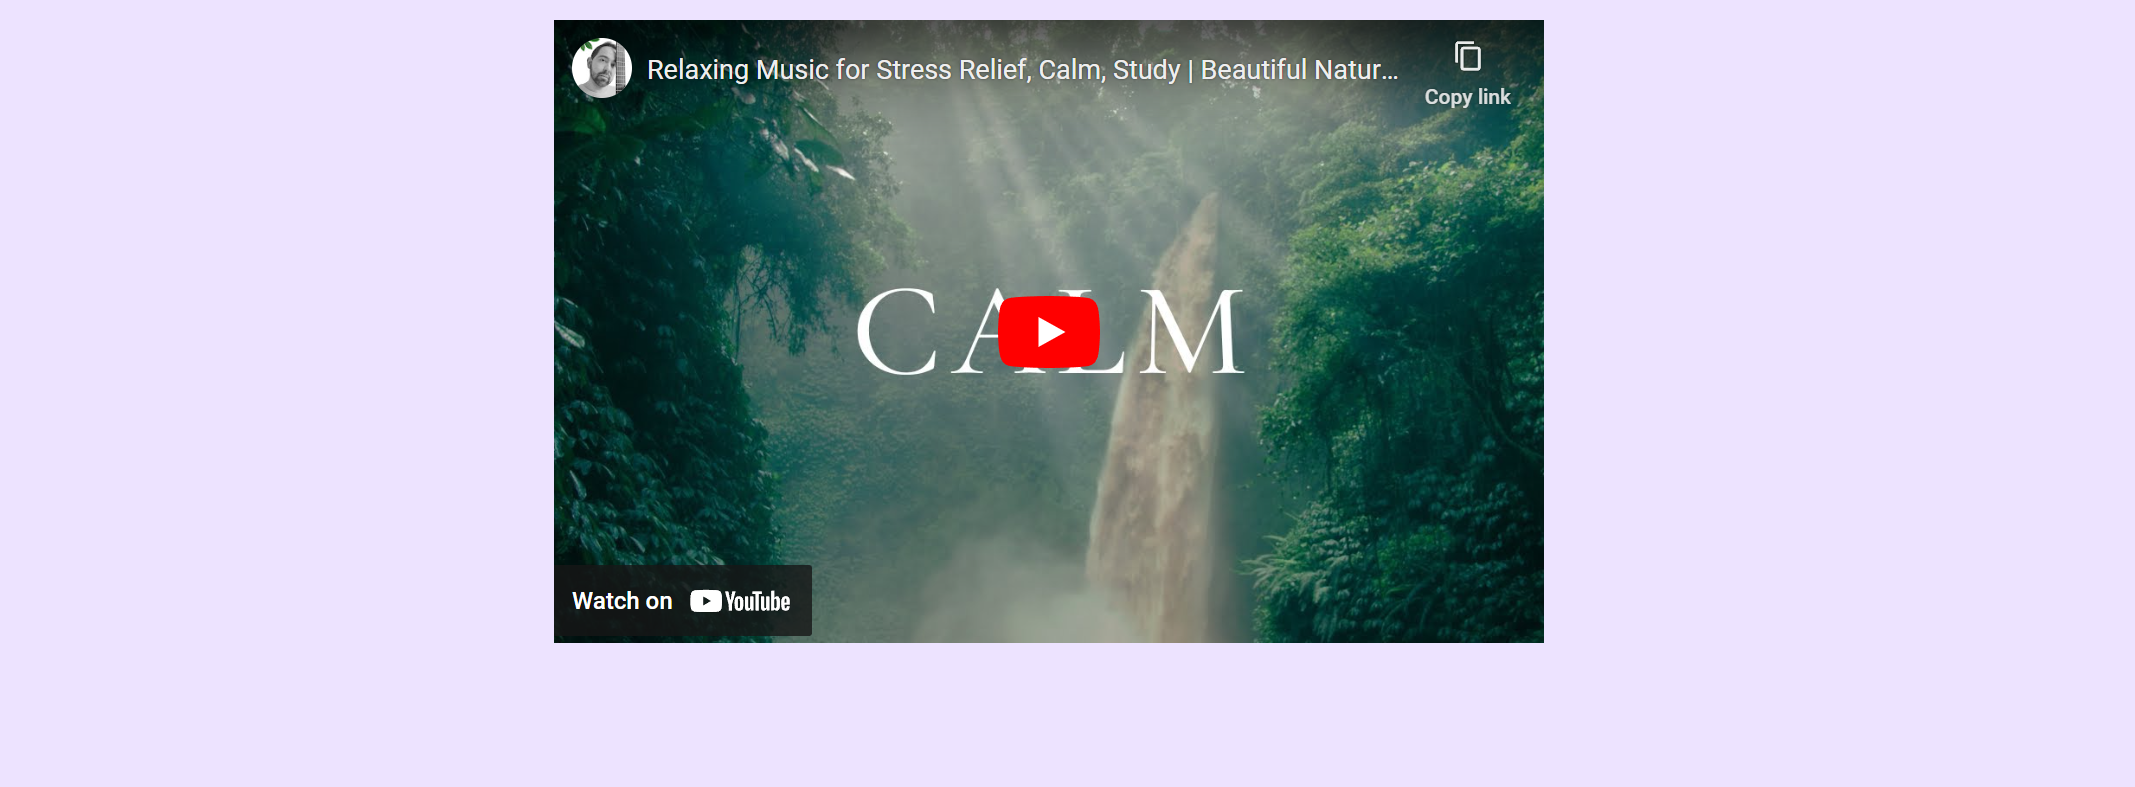 Relaxing Music for Stress Relief, Calm, Study | Beautiful Natur...
Copy link
CALM
Watch on YouTube